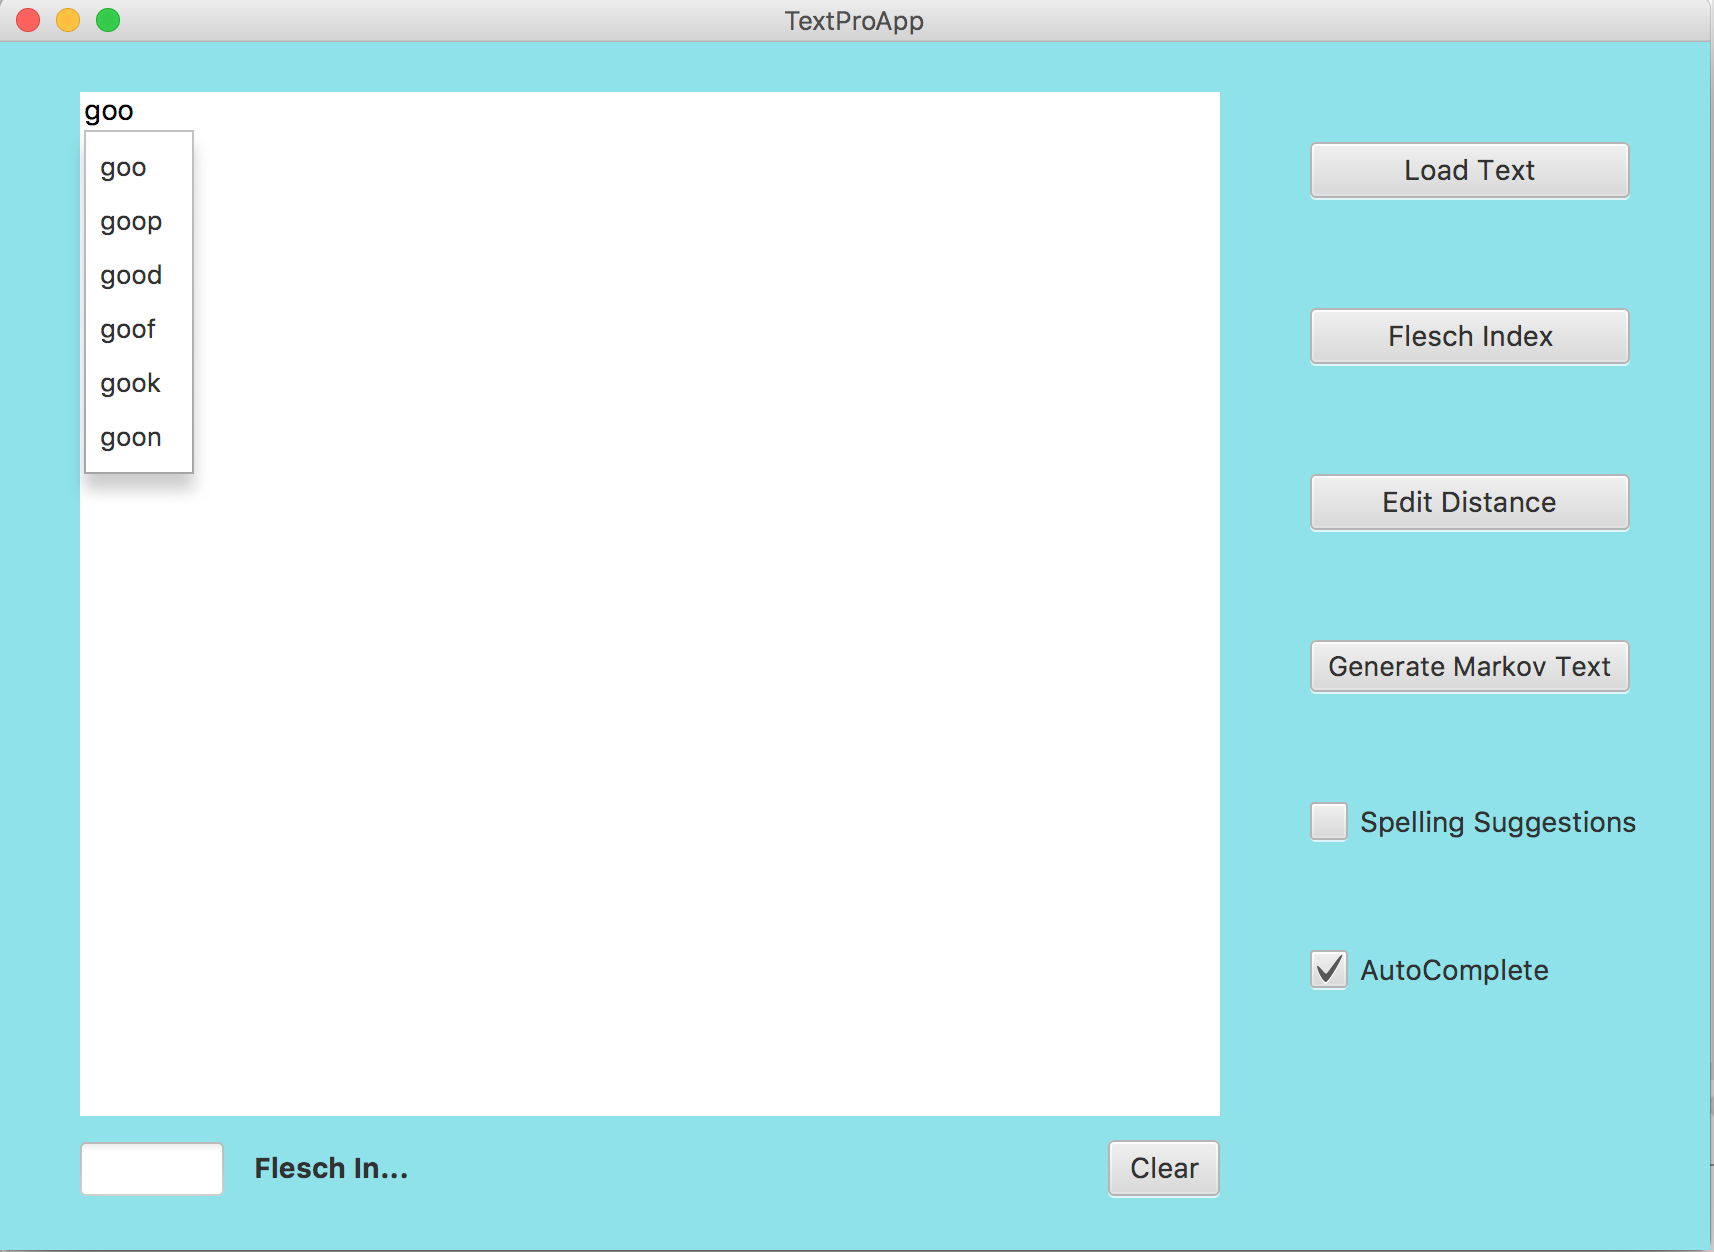 TextProApp
goo
goo
goop
good
goof
gook
goon
Load Text
Flesch Index
Edit Distance
Generate Markov Text
Spelling Suggestions
AutoComplete
Flesch In...
Clear